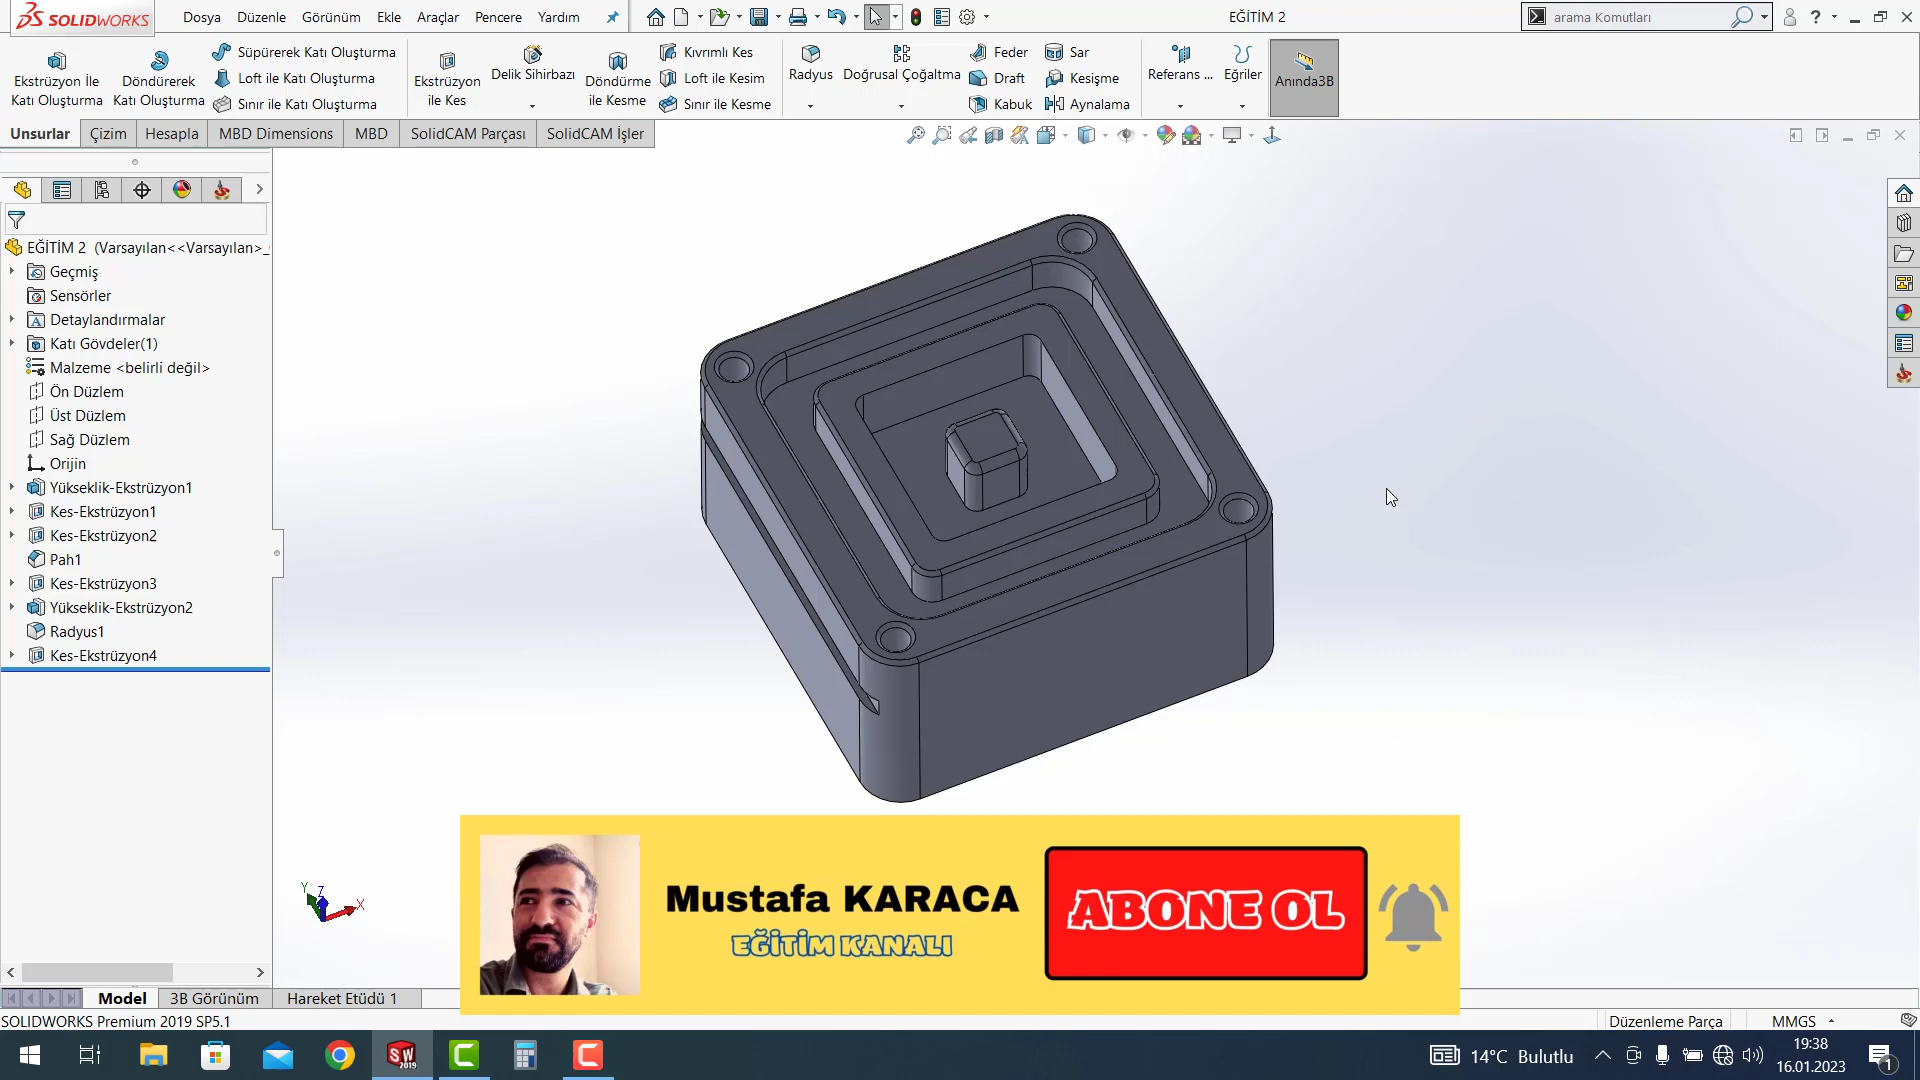 SOLIDWORKS
Dosya Düzenle Görünüm Ekle Araçlar Pencere Yardım
EĞİTİM 2
arama Komutları
Ekstrüzyon İle Katı Oluşturma
Döndürerek Katı Oluşturma
Süpürerek Katı Oluşturma
Loft ile Katı Oluşturma
Sınır ile Katı Oluşturma
Ekstrüzyon ile Kes
Delik Sihirbazı
Döndürme ile Kesme
Kıvrımlı Kes
Loft ile Kesim
Sınır ile Kesme
Radyus
Doğrusal Çoğaltma
Feder
Draft
Kabuk
Sar
Kesişme
Aynalama
Referans ...
Eğriler
Anında3B
Unsurlar Çizim Hesapla MBD Dimensions MBD SolidCAM Parçası SolidCAM İşler
EĞİTİM 2 (Varsayılan<<Varsayılan>_
Geçmiş
Sensörler
Detaylandırmalar
Katı Gövdeler(1)
Malzeme <belirli değil>
Ön Düzlem
Üst Düzlem
Sağ Düzlem
Orijin
Yükseklik-Ekstrüzyon1
Kes-Ekstrüzyon1
Kes-Ekstrüzyon2
Pah1
Kes-Ekstrüzyon3
Yükseklik-Ekstrüzyon2
Radyus1
Kes-Ekstrüzyon4
Y Z X
Mustafa KARACA
EĞİTİM KANALI
ABONE OL
Model 3B Görünüm Hareket Etüdü 1
SOLIDWORKS Premium 2019 SP5.1
Düzenleme Parça MMGS
SW 2019
14°C Bulutlu
19:38
16.01.2023
1